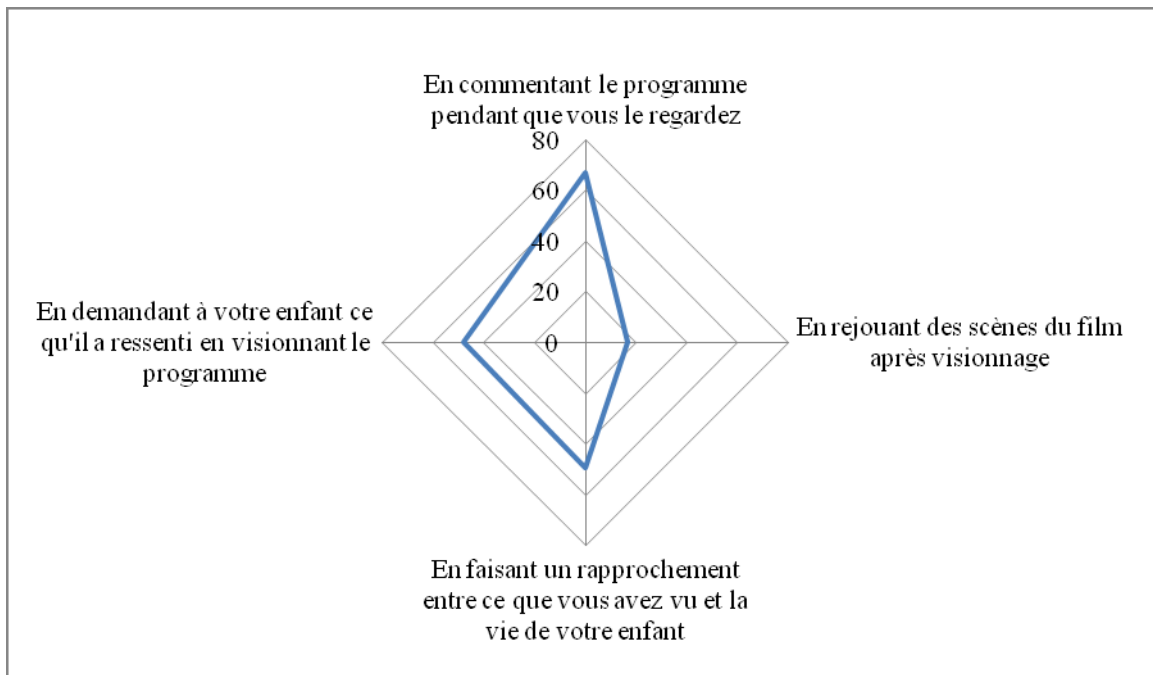 En commentant le programme
pendant que vous le regardez
80
60
40
20
0
En rejouant des scènes du film
après visionnage
En faisant un rapprochement
entre ce que vous avez vu et la
vie de votre enfant
En demandant à votre enfant ce
qu'il a ressenti en visionnant le
programme